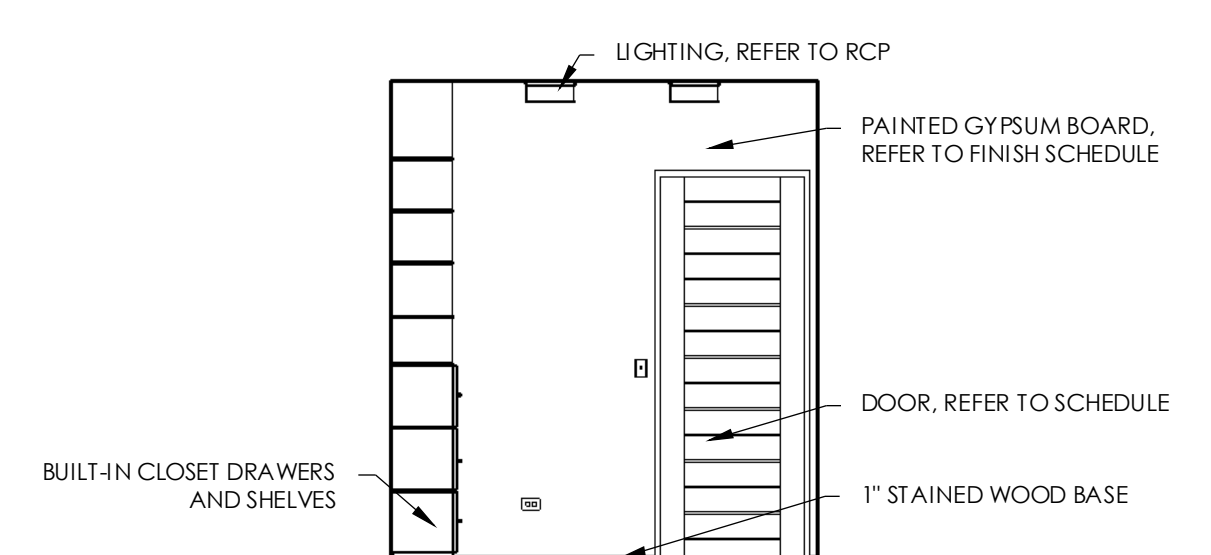 LIGHTING, REFER TO RCP
PAINTED GYPSUM BOARD,
REFER TO FINISH SCHEDULE
DOOR, REFER TO SCHEDULE
BUILT-IN CLOSET DRAWERS
AND SHELVES
1" STAINED WOOD BASE